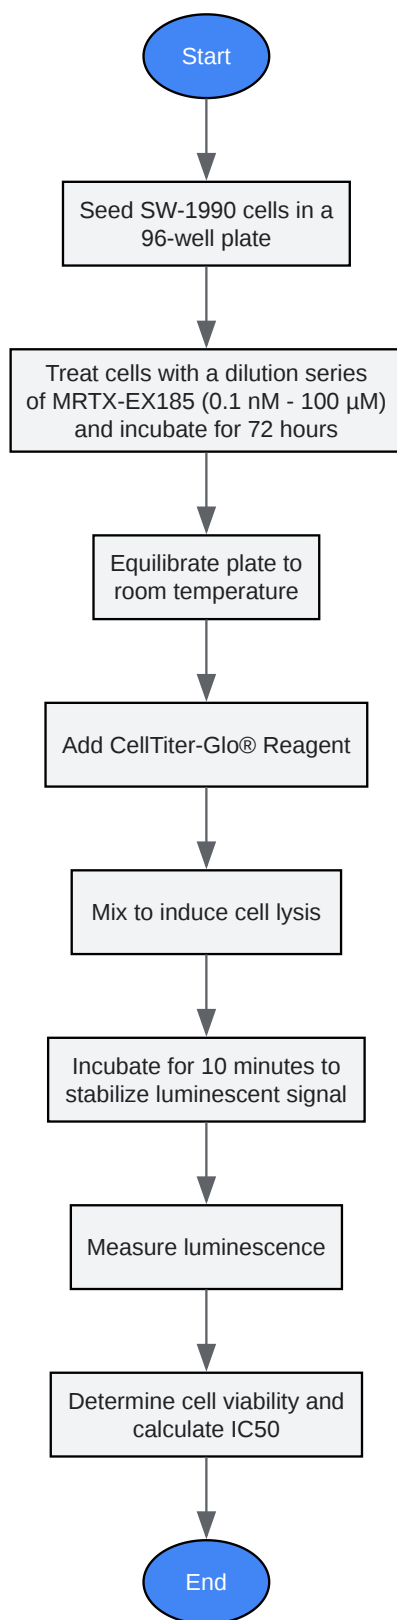 Start
Seed SW-1990 cells in a
96-well plate
Treat cells with a dilution series
of MRTX-EX185 (0.1 nM - 100 µM)
and incubate for 72 hours
Equilibrate plate to
room temperature
Add CellTiter-Glo® Reagent
Mix to induce cell lysis
Incubate for 10 minutes to
stabilize luminescent signal
Measure luminescence
Determine cell viability and
calculate IC50
End